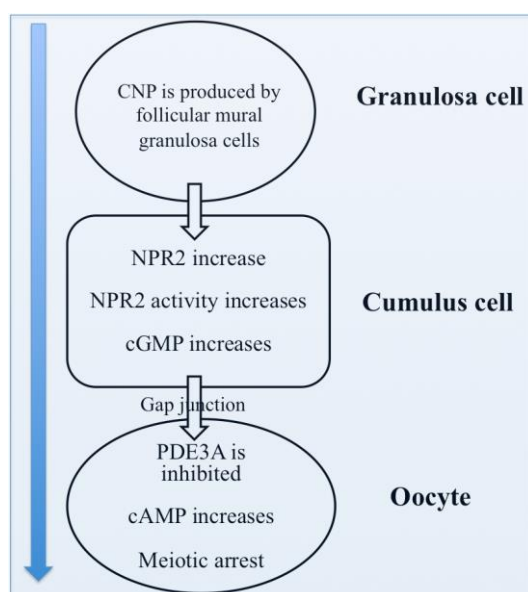 CNP is produced by
follicular mural
granulosa cells
Granulosa cell
NPR2 increase
NPR2 activity increases
cGMP increases
Cumulus cell
Gap junction
PDE3A is
inhibited
cAMP increases
Meiotic arrest
Oocyte